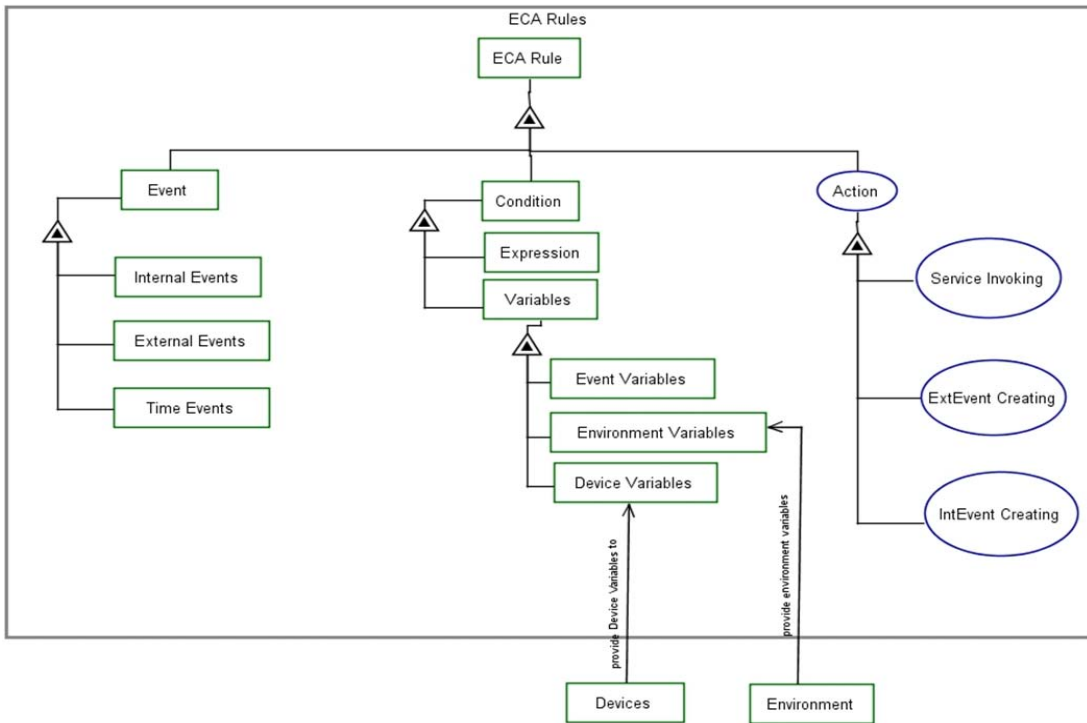 ECA Rules
ECA Rule
Event
Condition
Action
Internal Events
External Events
Time Events
Expression
Variables
Event Variables
Environment Variables
Device Variables
Service Invoking
ExtEvent Creating
IntEvent Creating
provide Device Variables to
provide environment variables
Devices
Environment